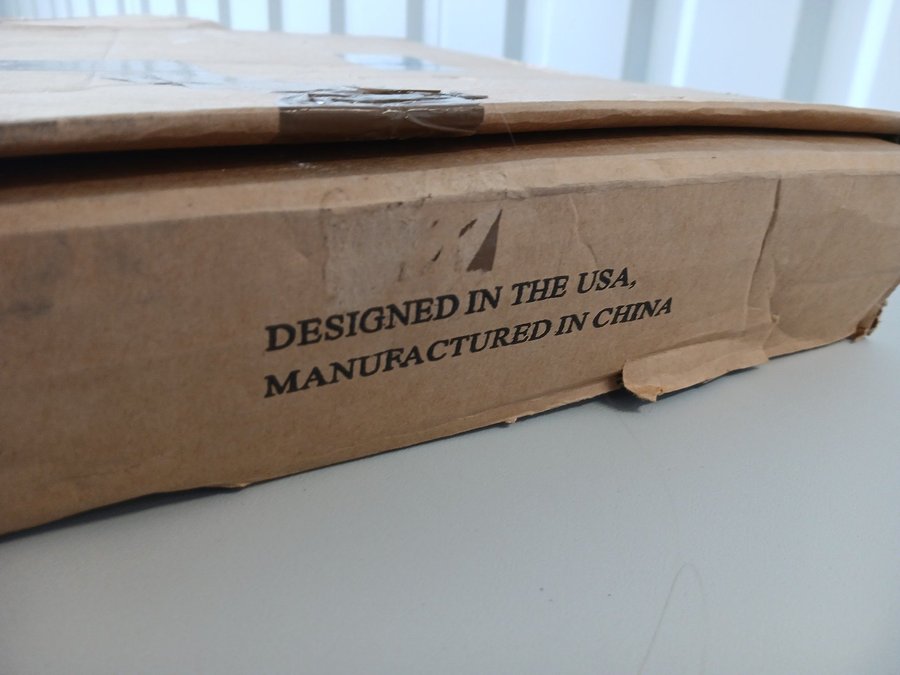 DESIGNED IN THE USA,
MANUFACTURED IN CHINA